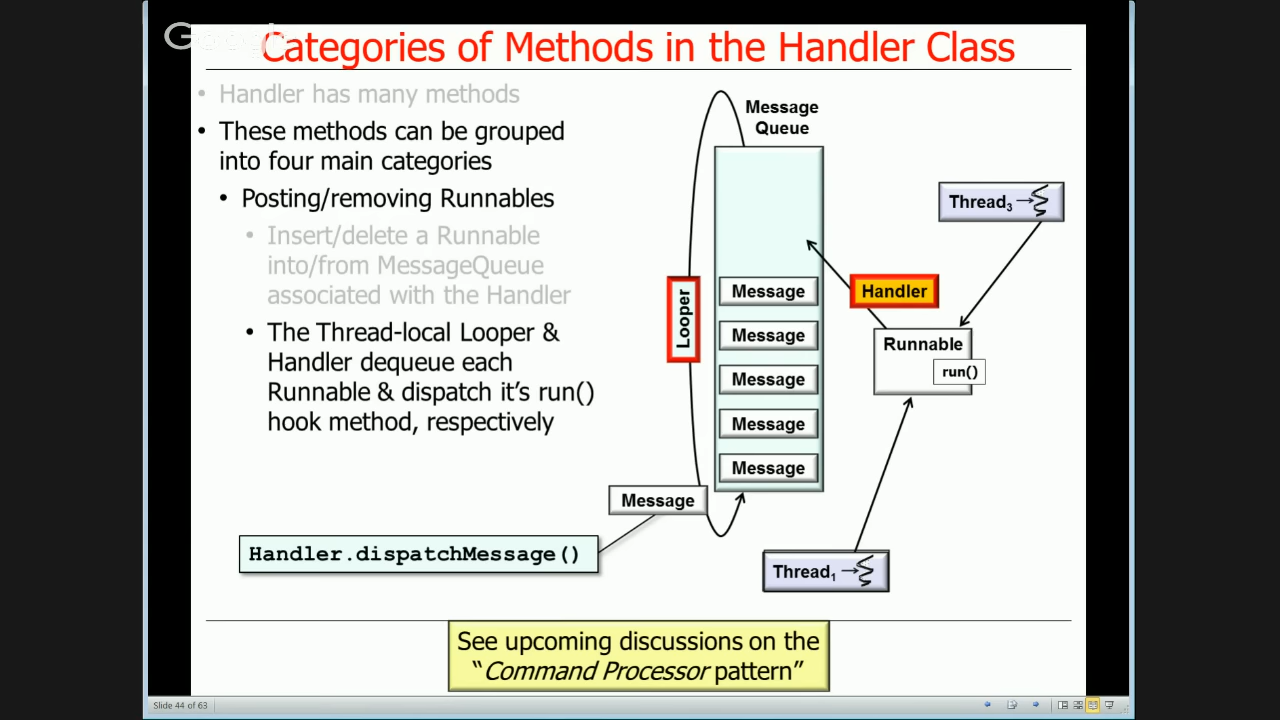 Google
Categories of Methods in the Handler Class
• Handler has many methods
• These methods can be grouped
into four main categories
• Posting/removing Runnables
• Insert/delete a Runnable
into/from MessageQueue
associated with the Handler
• The Thread-local Looper &
Handler dequeue each
Runnable & dispatch it’s run()
hook method, respectively
Message
Queue
Thread3
Looper
Message
Handler
Message
Runnable
run()
Message
Message
Message
Message
Handler.dispatchMessage()
Thread1
See upcoming discussions on the
“Command Processor pattern”
Slide 44 of 63